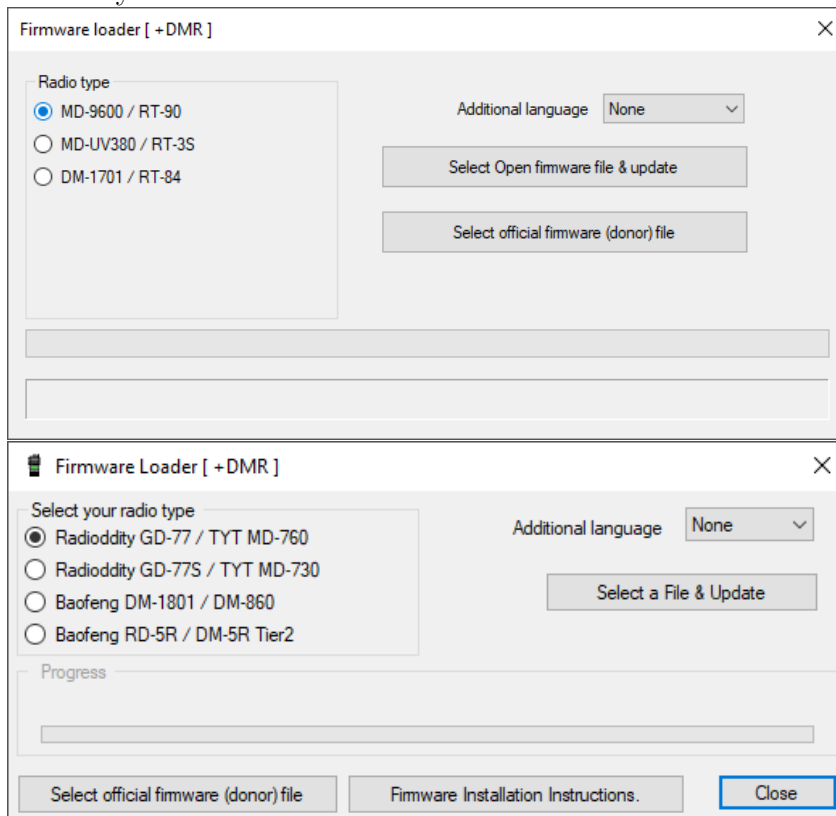 Firmware loader [ +DMR ]
Radio type
MD-9600 / RT-90
MD-UV380 / RT-3S
DM-1701 / RT-84
Additional language None
Select Open firmware file & update
Select official firmware (donor) file
Firmware Loader [ +DMR ]
Select your radio type
Radioddity GD-77 / TYT MD-760
Radioddity GD-77S / TYT MD-730
Baofeng DM-1801 / DM-860
Baofeng RD-5R / DM-5R Tier2
Additional language None
Select a File & Update
Progress
Select official firmware (donor) file
Firmware Installation Instructions.
Close